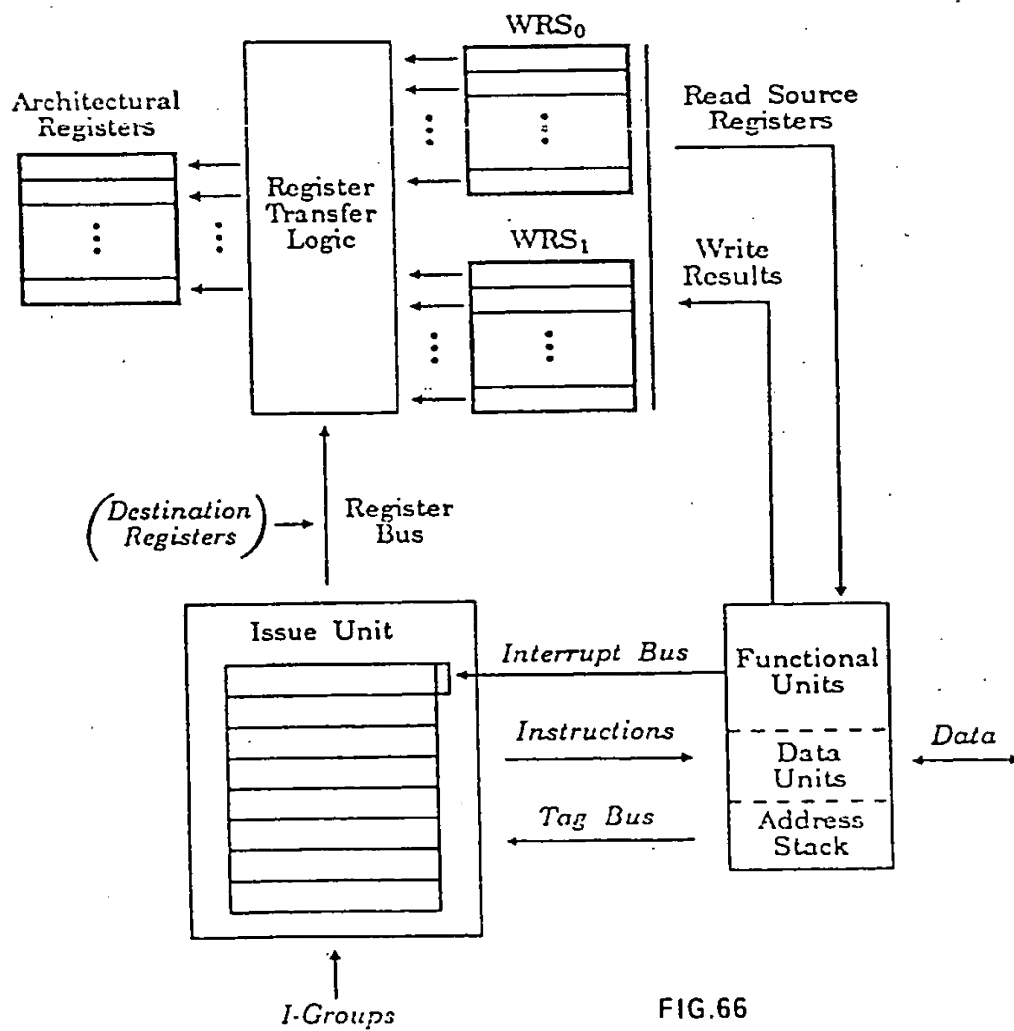 WRS0
Architectural
Registers
Register
Transfer
Logic
Read Source
Registers
WRS1
Write
Results
(Destination
Registers)
Register
Bus
Issue Unit
Interrupt Bus
Functional
Units
Instructions
Data
Units
Data
Tag Bus
Address
Stack
I-Groups
FIG.66